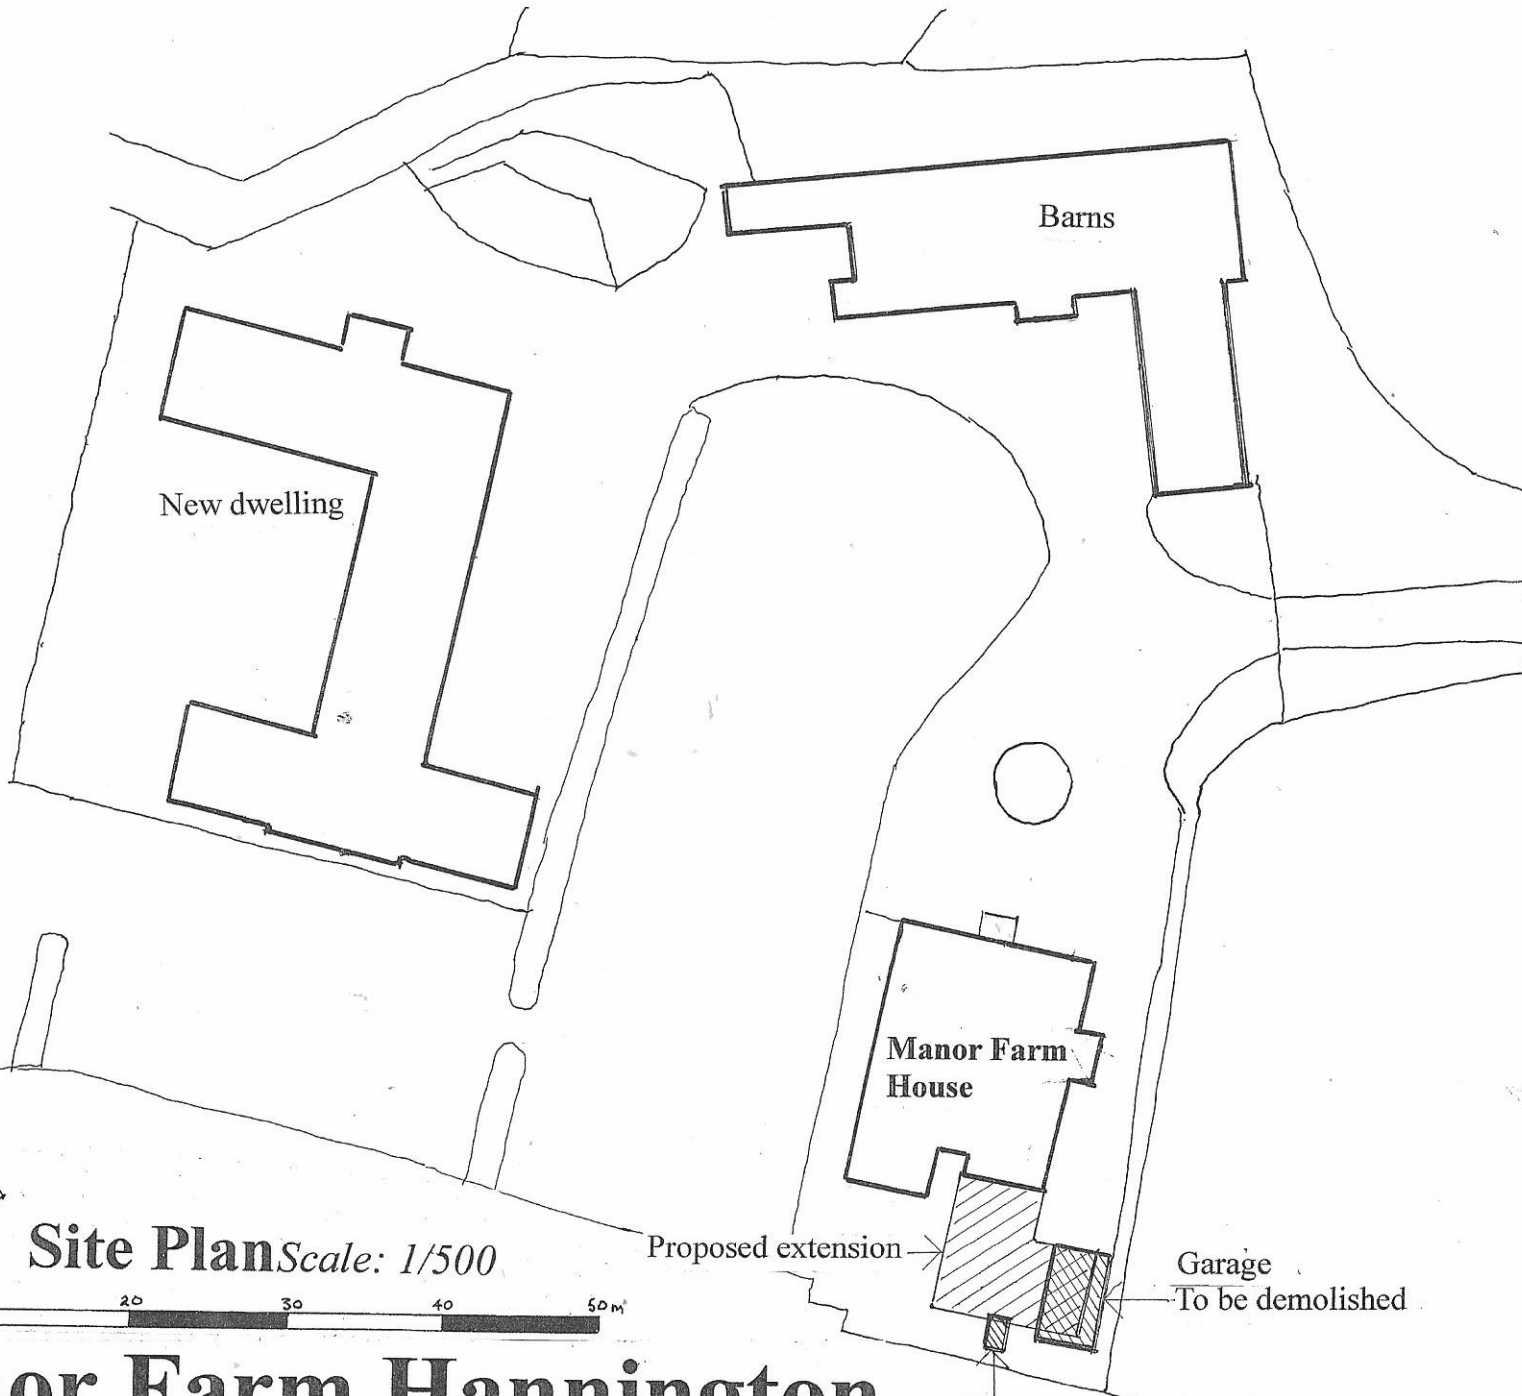 Barns
New dwelling
Manor Farm
House
Proposed extension
Garage
To be demolished
Site Plan Scale: 1/500
20 30 40 50m
Farm Hannington